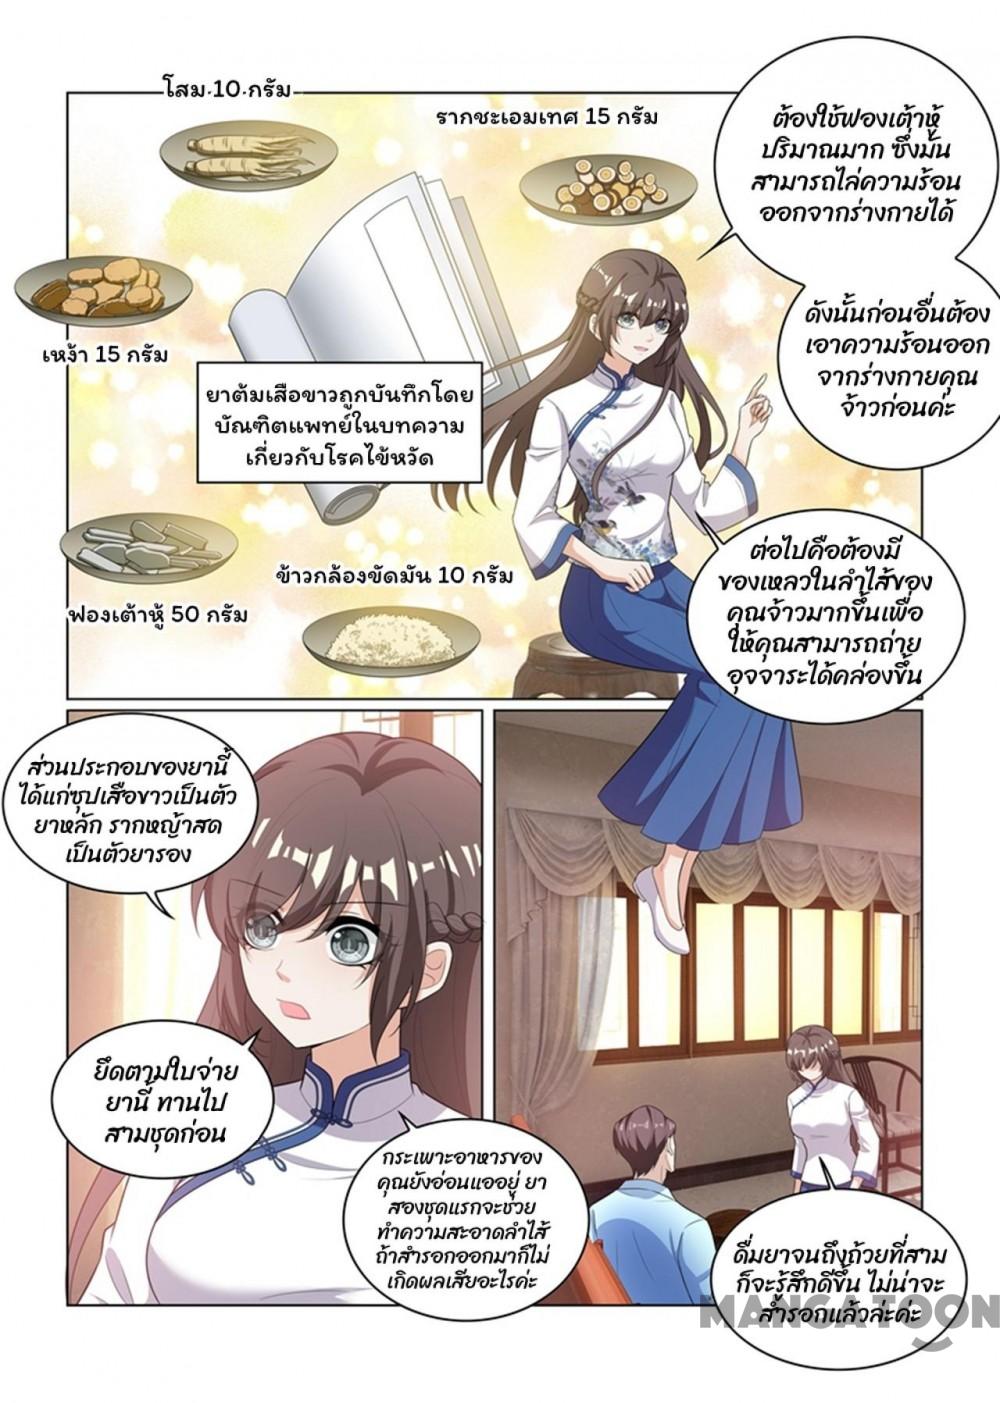 โสม 10 กรัม
รากชะเอมเทศ 15 กรัม
ต้องใช้ฟองเต้าหู้
ปริมาณมาก ซึ่งมัน
สามารถไล่ความร้อน
ออกจากร่างกายได้
ดังนั้นก่อนอื่นต้อง
เอาความร้อนออก
จากร่างกายคุณ
จ้าวก่อนค่ะ
เหง้า 15 กรัม
ยาต้มเสือขาวถูกบันทึกโดย
บัณฑิตแพทย์ในบทความ
เกี่ยวกับโรคไข้หวัด
ฟองเต้าหู้ 50 กรัม
ข้าวกล้องขัดมัน 10 กรัม
ต่อไปคือต้องมี
ของเหลวในลำไส้ของ
คุณจ้าวมากขึ้นเพื่อ
ให้คุณสามารถถ่าย
อุจจาระได้คล่องขึ้น
ส่วนประกอบของยานี้
ได้แก่ซุปเสือขาวเป็นตัว
ยาหลัก รากหญ้าสด
เป็นตัวยารอง
ยึดตามใบจ่าย
ยานี้ ทานไป
สามชุดก่อน
กระเพาะอาหารของ
คุณยังอ่อนแออยู่ ยา
สองชุดแรกจะช่วย
ทำความสะอาดลำไส้
ถ้าสำรอกออกมาก็ไม่
เกิดผลเสียอะไรค่ะ
ดื่มยาจนถึงถ้วยที่สาม
ก็จะรู้สึกดีขึ้น ไม่น่าจะ
สำรอกแล้วล่ะค่ะ
MANGATOON